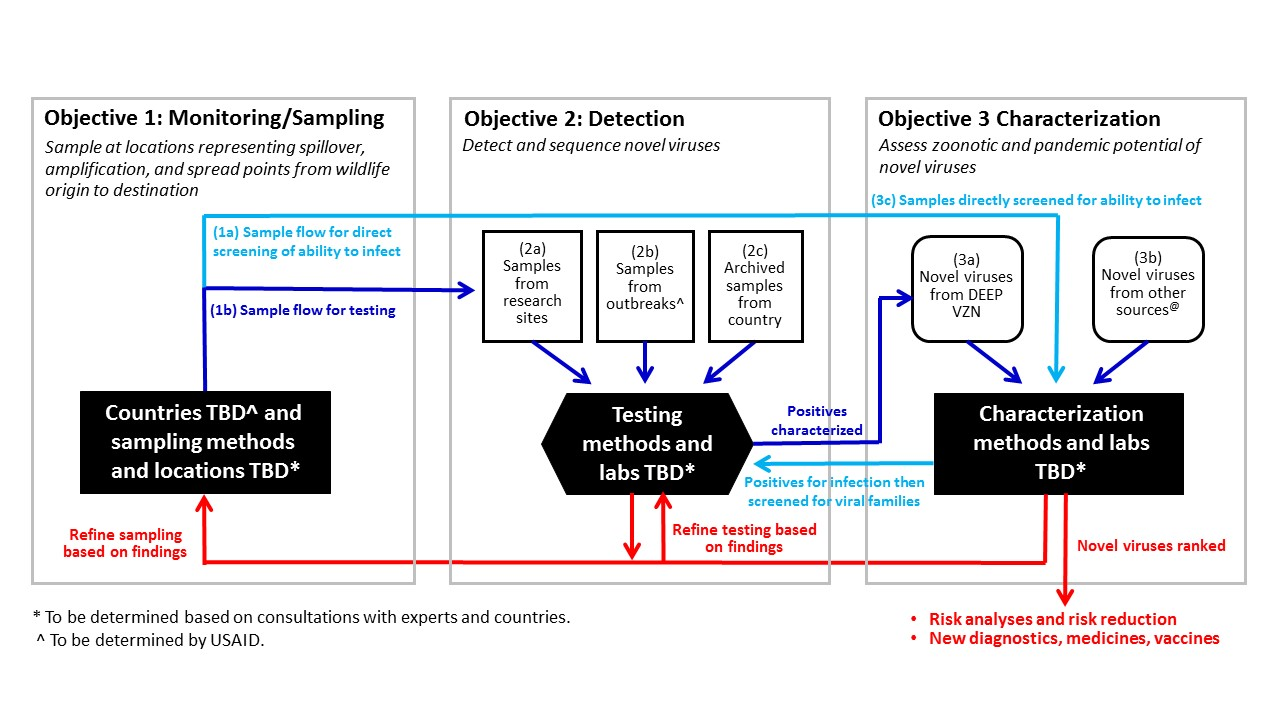 Objective 1: Monitoring/Sampling
Sample at locations representing spillover,
amplification, and spread points from wildlife
origin to destination
(1a) Sample flow for direct
screening of ability to infect
(1b) Sample flow for testing
Countries TBD^ and
sampling methods
and locations TBD*
Refine sampling
based on findings
Objective 2: Detection
Detect and sequence novel viruses
(2a)
Samples
from
research
sites
(2b)
Samples
from
outbreaks^
(2c)
Archived
samples
from
country
Testing
methods and
labs TBD*
Positives
characterized
Positives for infection then
screened for viral families
Refine testing based
on findings
Objective 3 Characterization
Assess zoonotic and pandemic potential of
novel viruses
(3c) Samples directly screened for ability to infect
(3a)
Novel viruses
from DEEP
VZN
(3b)
Novel viruses
from other
sources@
Characterization
methods and labs
TBD*
Novel viruses ranked
• Risk analyses and risk reduction
• New diagnostics, medicines, vaccines
* To be determined based on consultations with experts and countries.
^ To be determined by USAID.